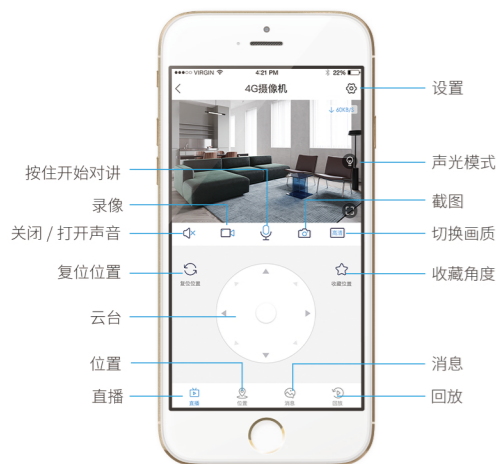 VIRGIN
4:21 PM
22%
4G摄像机
↓ 60KB/S
高清
复位位置
收藏位置
直播
位置
消息
回放
按住开始对讲
录像
关闭 / 打开声音
复位位置
云台
位置
直播
设置
声光模式
截图
切换画质
收藏角度
消息
回放